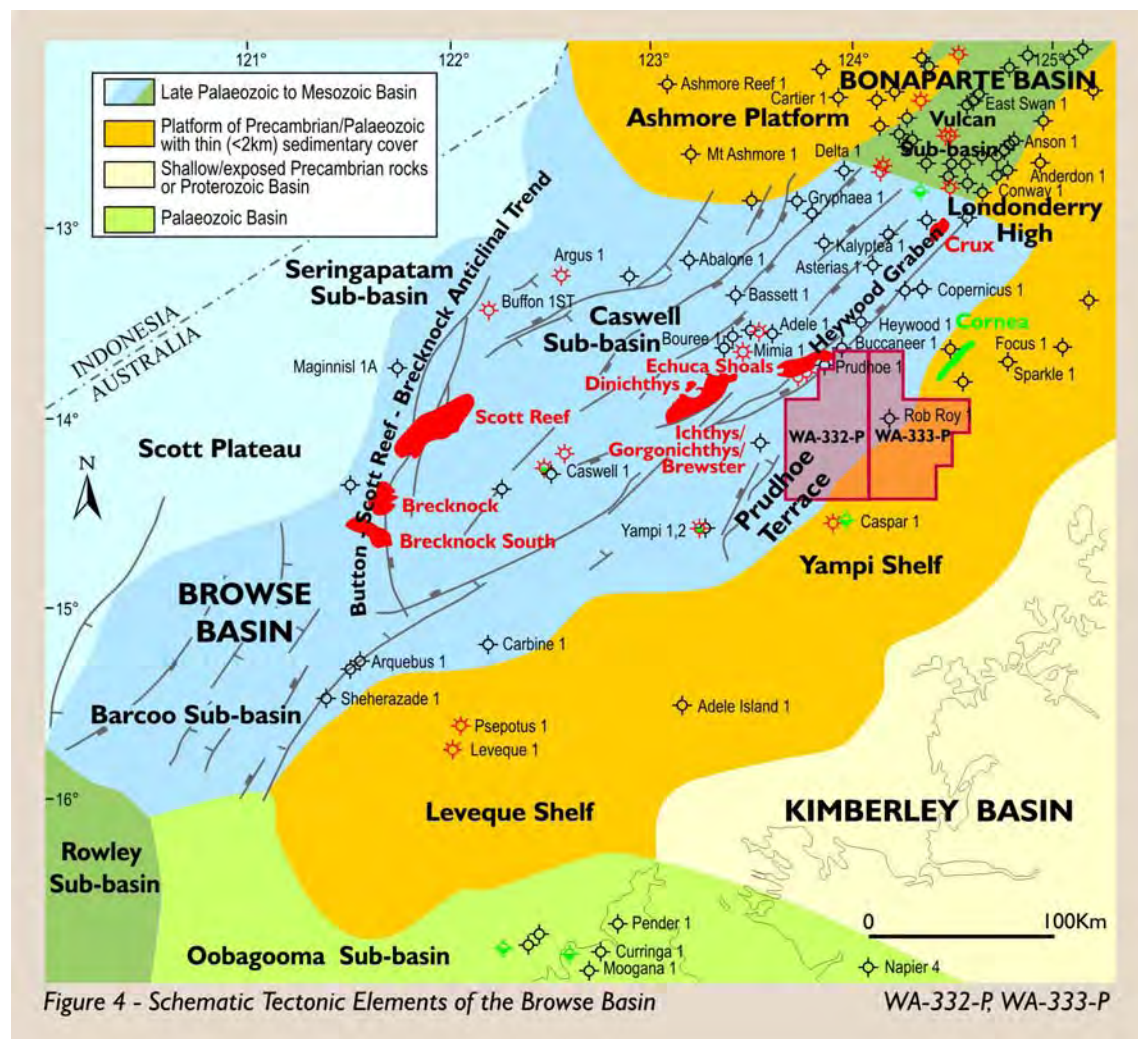 121°
122°
123°
124°
125°
Late Palaeozoic to Mesozoic Basin
Platform of Precambrian/Palaeozoic
with thin (<2km) sedimentary cover
Shallow/exposed Precambrian rocks
or Proterozoic Basin
Palaeozoic Basin
Ashmore Reef 1
Cartier 1
Ashmore Platform
Mt Ashmore 1
BONAPARTE BASIN
East Swan 1
Vulcan
Sub-basin
Anson 1
Delta 1
Anderdon 1
Conway 1
Londonderry
High
Gryphaea 1
13°
Crux
Kalyptea 1
Asterias 1
Heywood Graben
Abalone 1
Argus 1
Seringapatam
Sub-basin
Button - Scott Reef - Brecknock Anticlinal Trend
Buffon 1ST
Bassett 1
Copernicus 1
Caswell
Sub-basin
Adele 1
Heywood 1
Cornea
INDONESIA
AUSTRALIA
Bouree 1
Mimia 1
Buccaneer 1
Focus 1
Maginnisl 1A
Echuca Shoals
Prudhoe 1
Sparkle 1
Dinichthys
14°
Scott Reef
Rob Roy 1
Ichthys/
Gorgonichthys/
Brewster
WA-332-P
WA-333-P
Scott Plateau
N
Caswell 1
Prudhoe
Terrace
Brecknock
Brecknock South
Yampi 1,2
Caspar 1
Yampi Shelf
BROWSE
BASIN
15°
Carbine 1
Arquebus 1
Sheherazade 1
Barcoo Sub-basin
Adele Island 1
Psepotus 1
Leveque 1
16°
Leveque Shelf
KIMBERLEY BASIN
Rowley
Sub-basin
0
100Km
Pender 1
Oobagooma Sub-basin
Curringa 1
Moogana 1
Napier 4
Figure 4 - Schematic Tectonic Elements of the Browse Basin
WA-332-P, WA-333-P